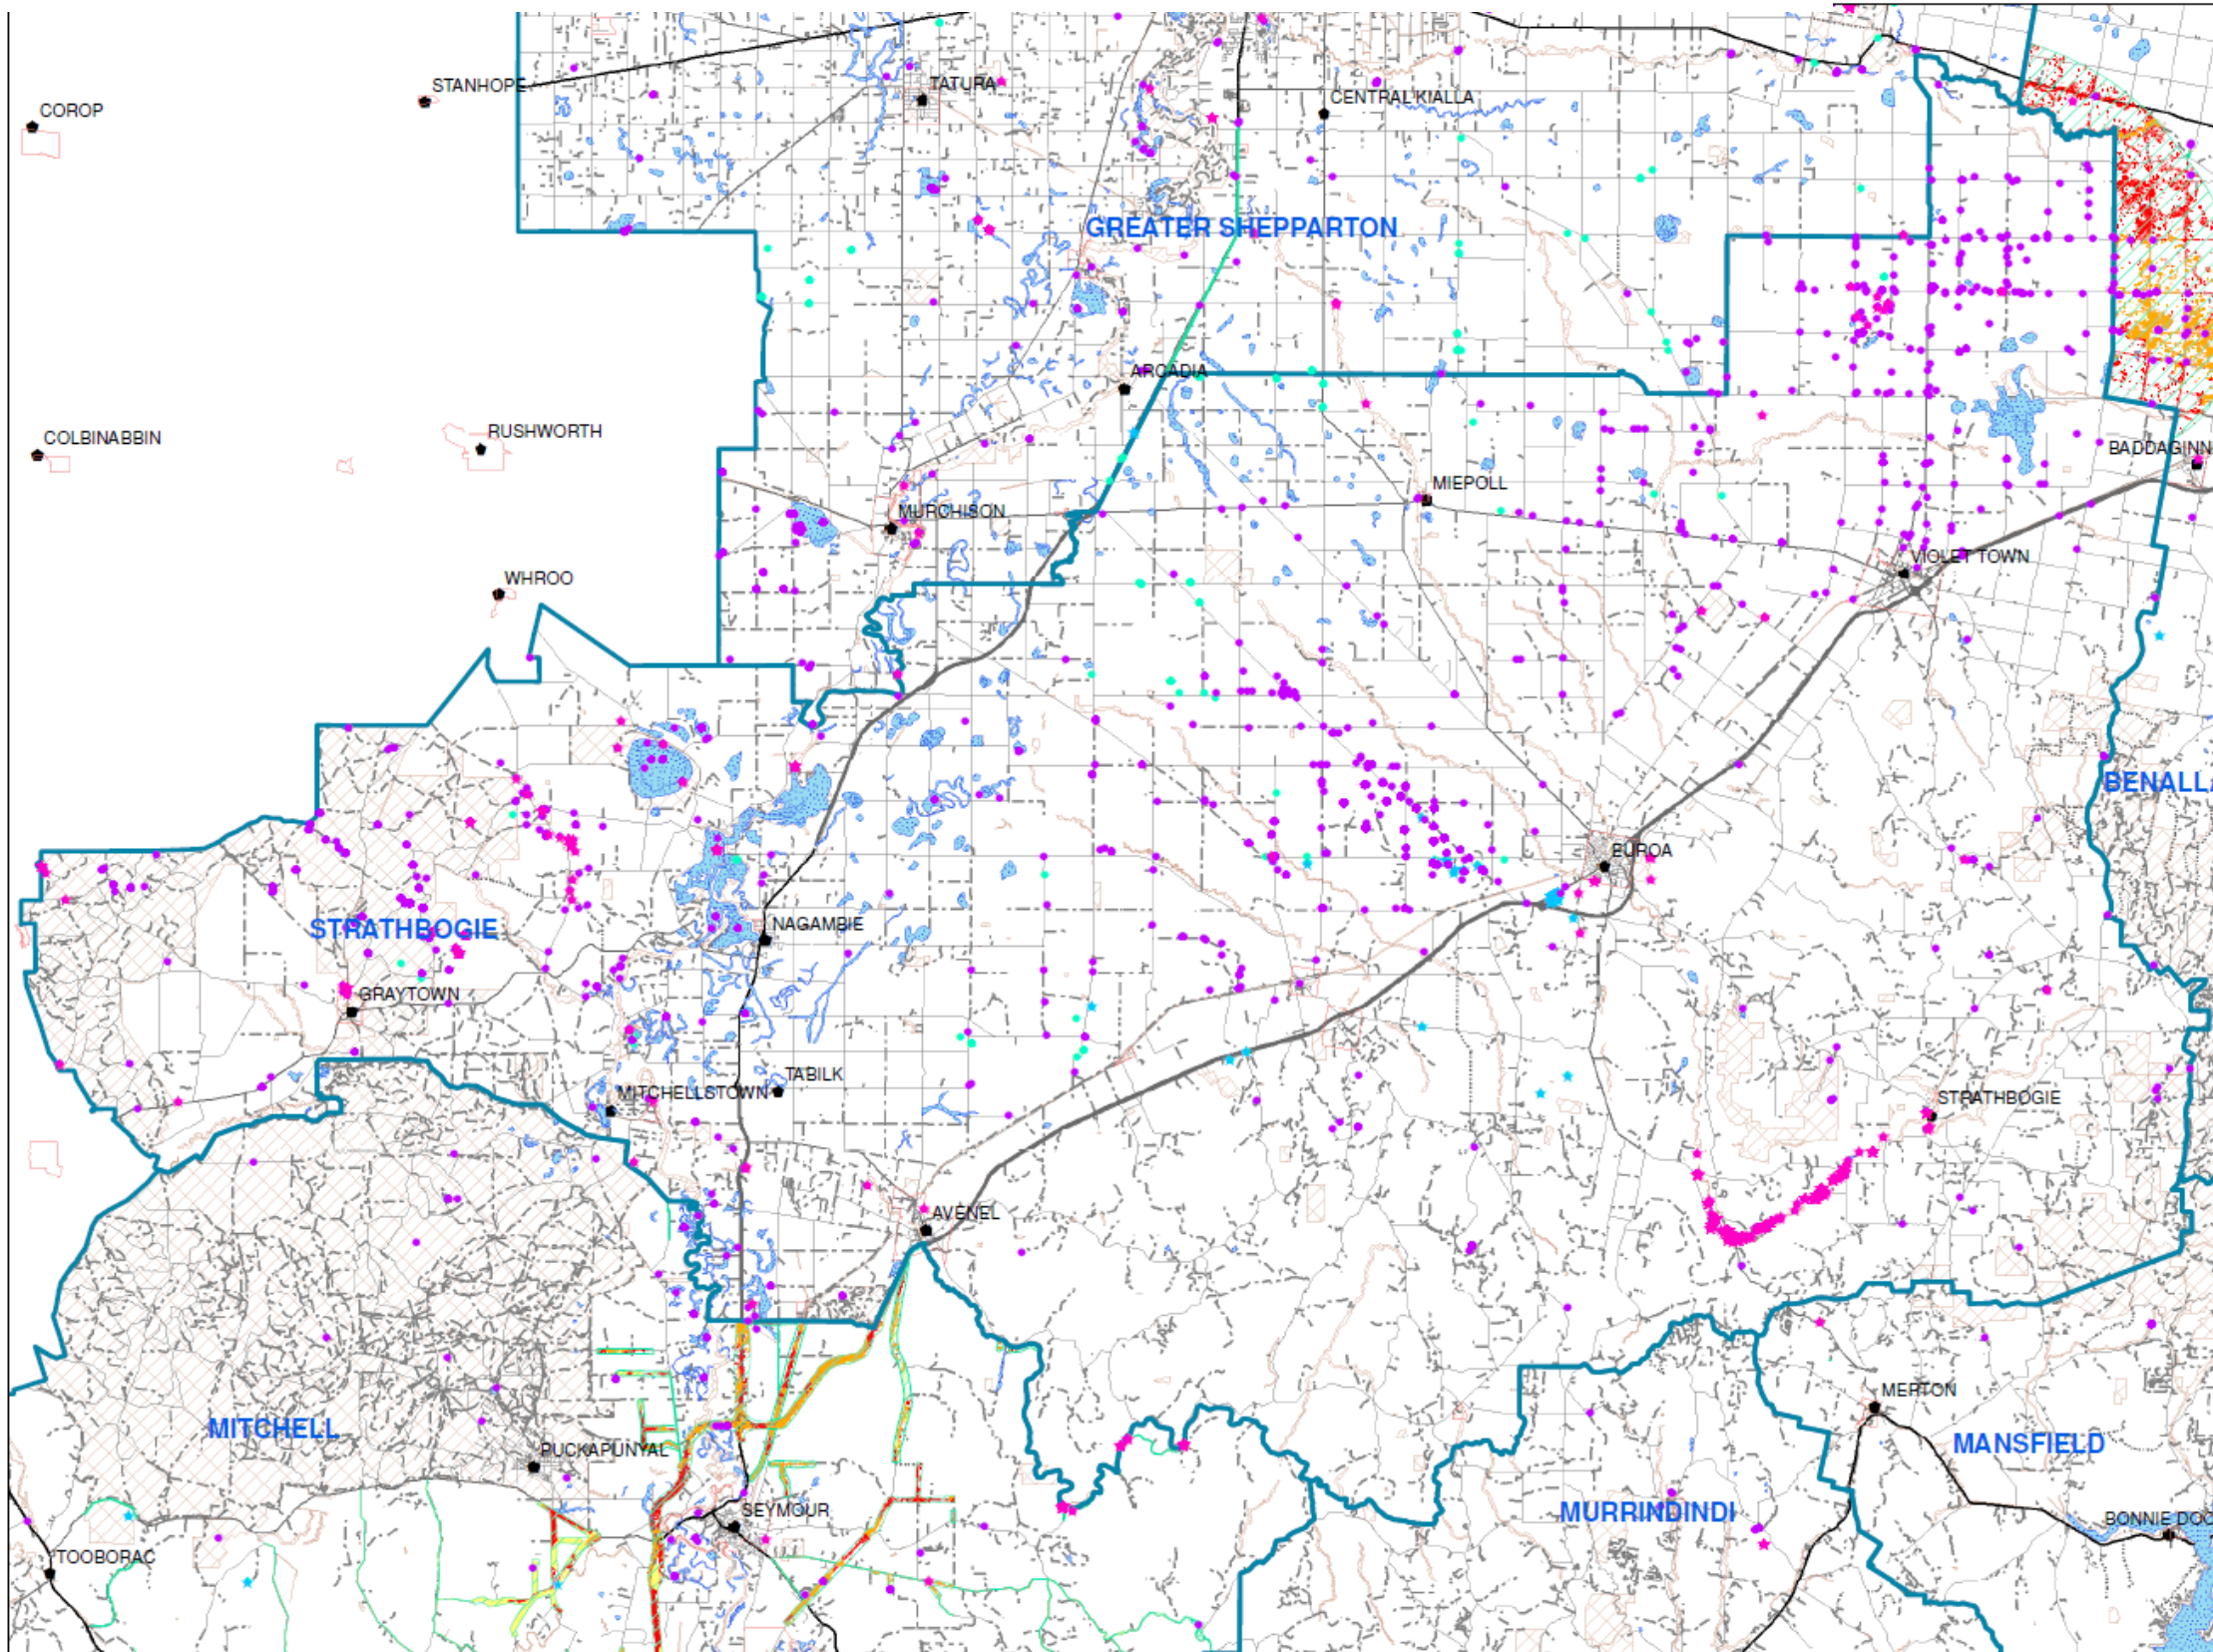 STANHOPE
TATURA
CENTRAL KIALLA
COROP
GREATER SHEPPARTON
ARCADIA
COLBINABBIN
RUSHWORTH
BADDAGINN
MIEPOLL
MURCHISON
VIOLET TOWN
WHROO
BENALLA
EUROA
STRATHBOGIE
NAGAMBIE
GRAYTOWN
TABILK
MITCHELLSTOWN
STRATHBOGIE
AVENEL
MERTON
MITCHELL
PUCKAPUNYAL
MANSFIELD
SEYMOUR
MURRINDINDI
BONNIE DOO
TOOBORAC